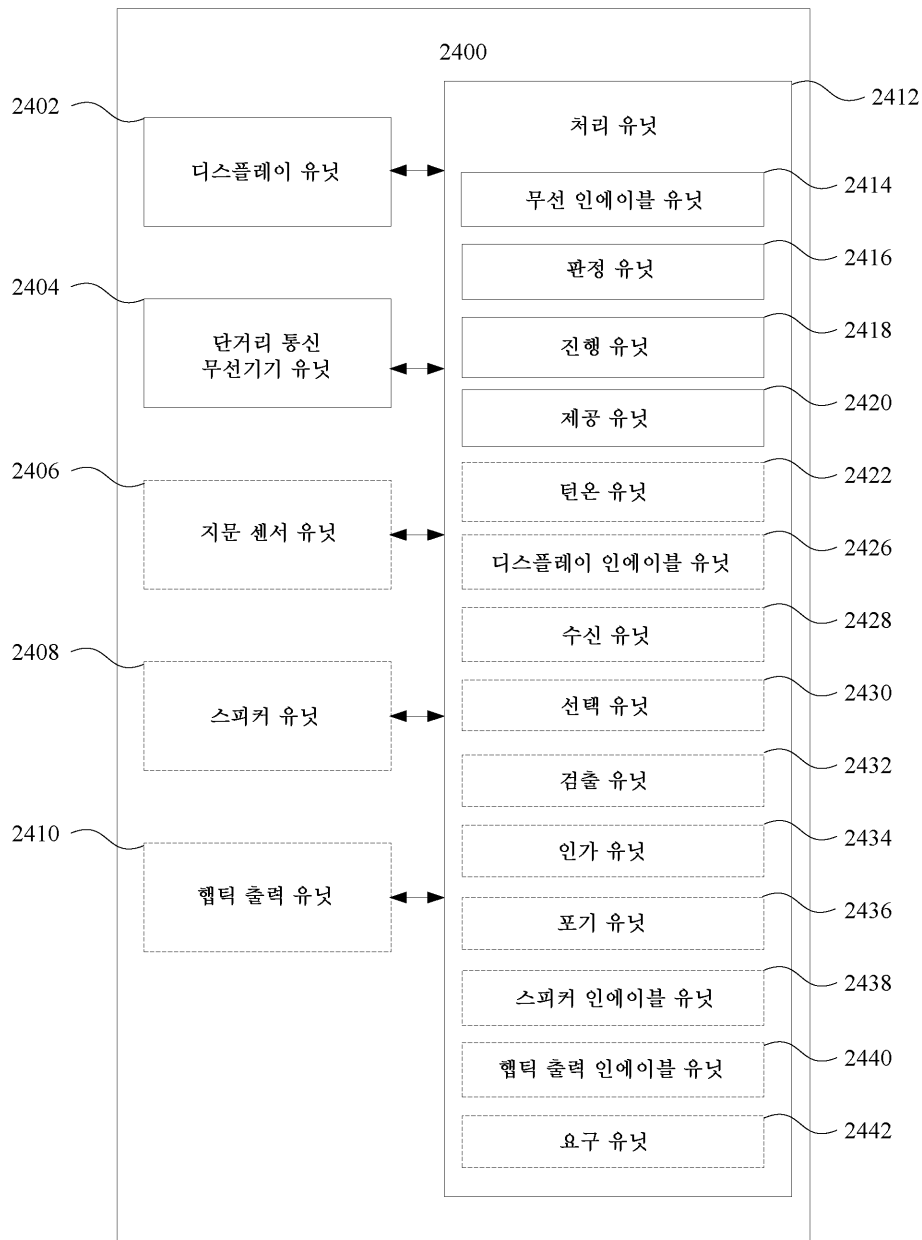 2400
2402
디스플레이 유닛
2404
단거리 통신
무선기기 유닛
2406
지문 센서 유닛
2408
스피커 유닛
2410
햅틱 출력 유닛
2412
처리 유닛
2414
무선 인에이블 유닛
2416
판정 유닛
2418
진행 유닛
2420
제공 유닛
2422
턴온 유닛
2426
디스플레이 인에이블 유닛
2428
수신 유닛
2430
선택 유닛
2432
검출 유닛
2434
인가 유닛
2436
포기 유닛
2438
스피커 인에이블 유닛
2440
햅틱 출력 인에이블 유닛
2442
요구 유닛